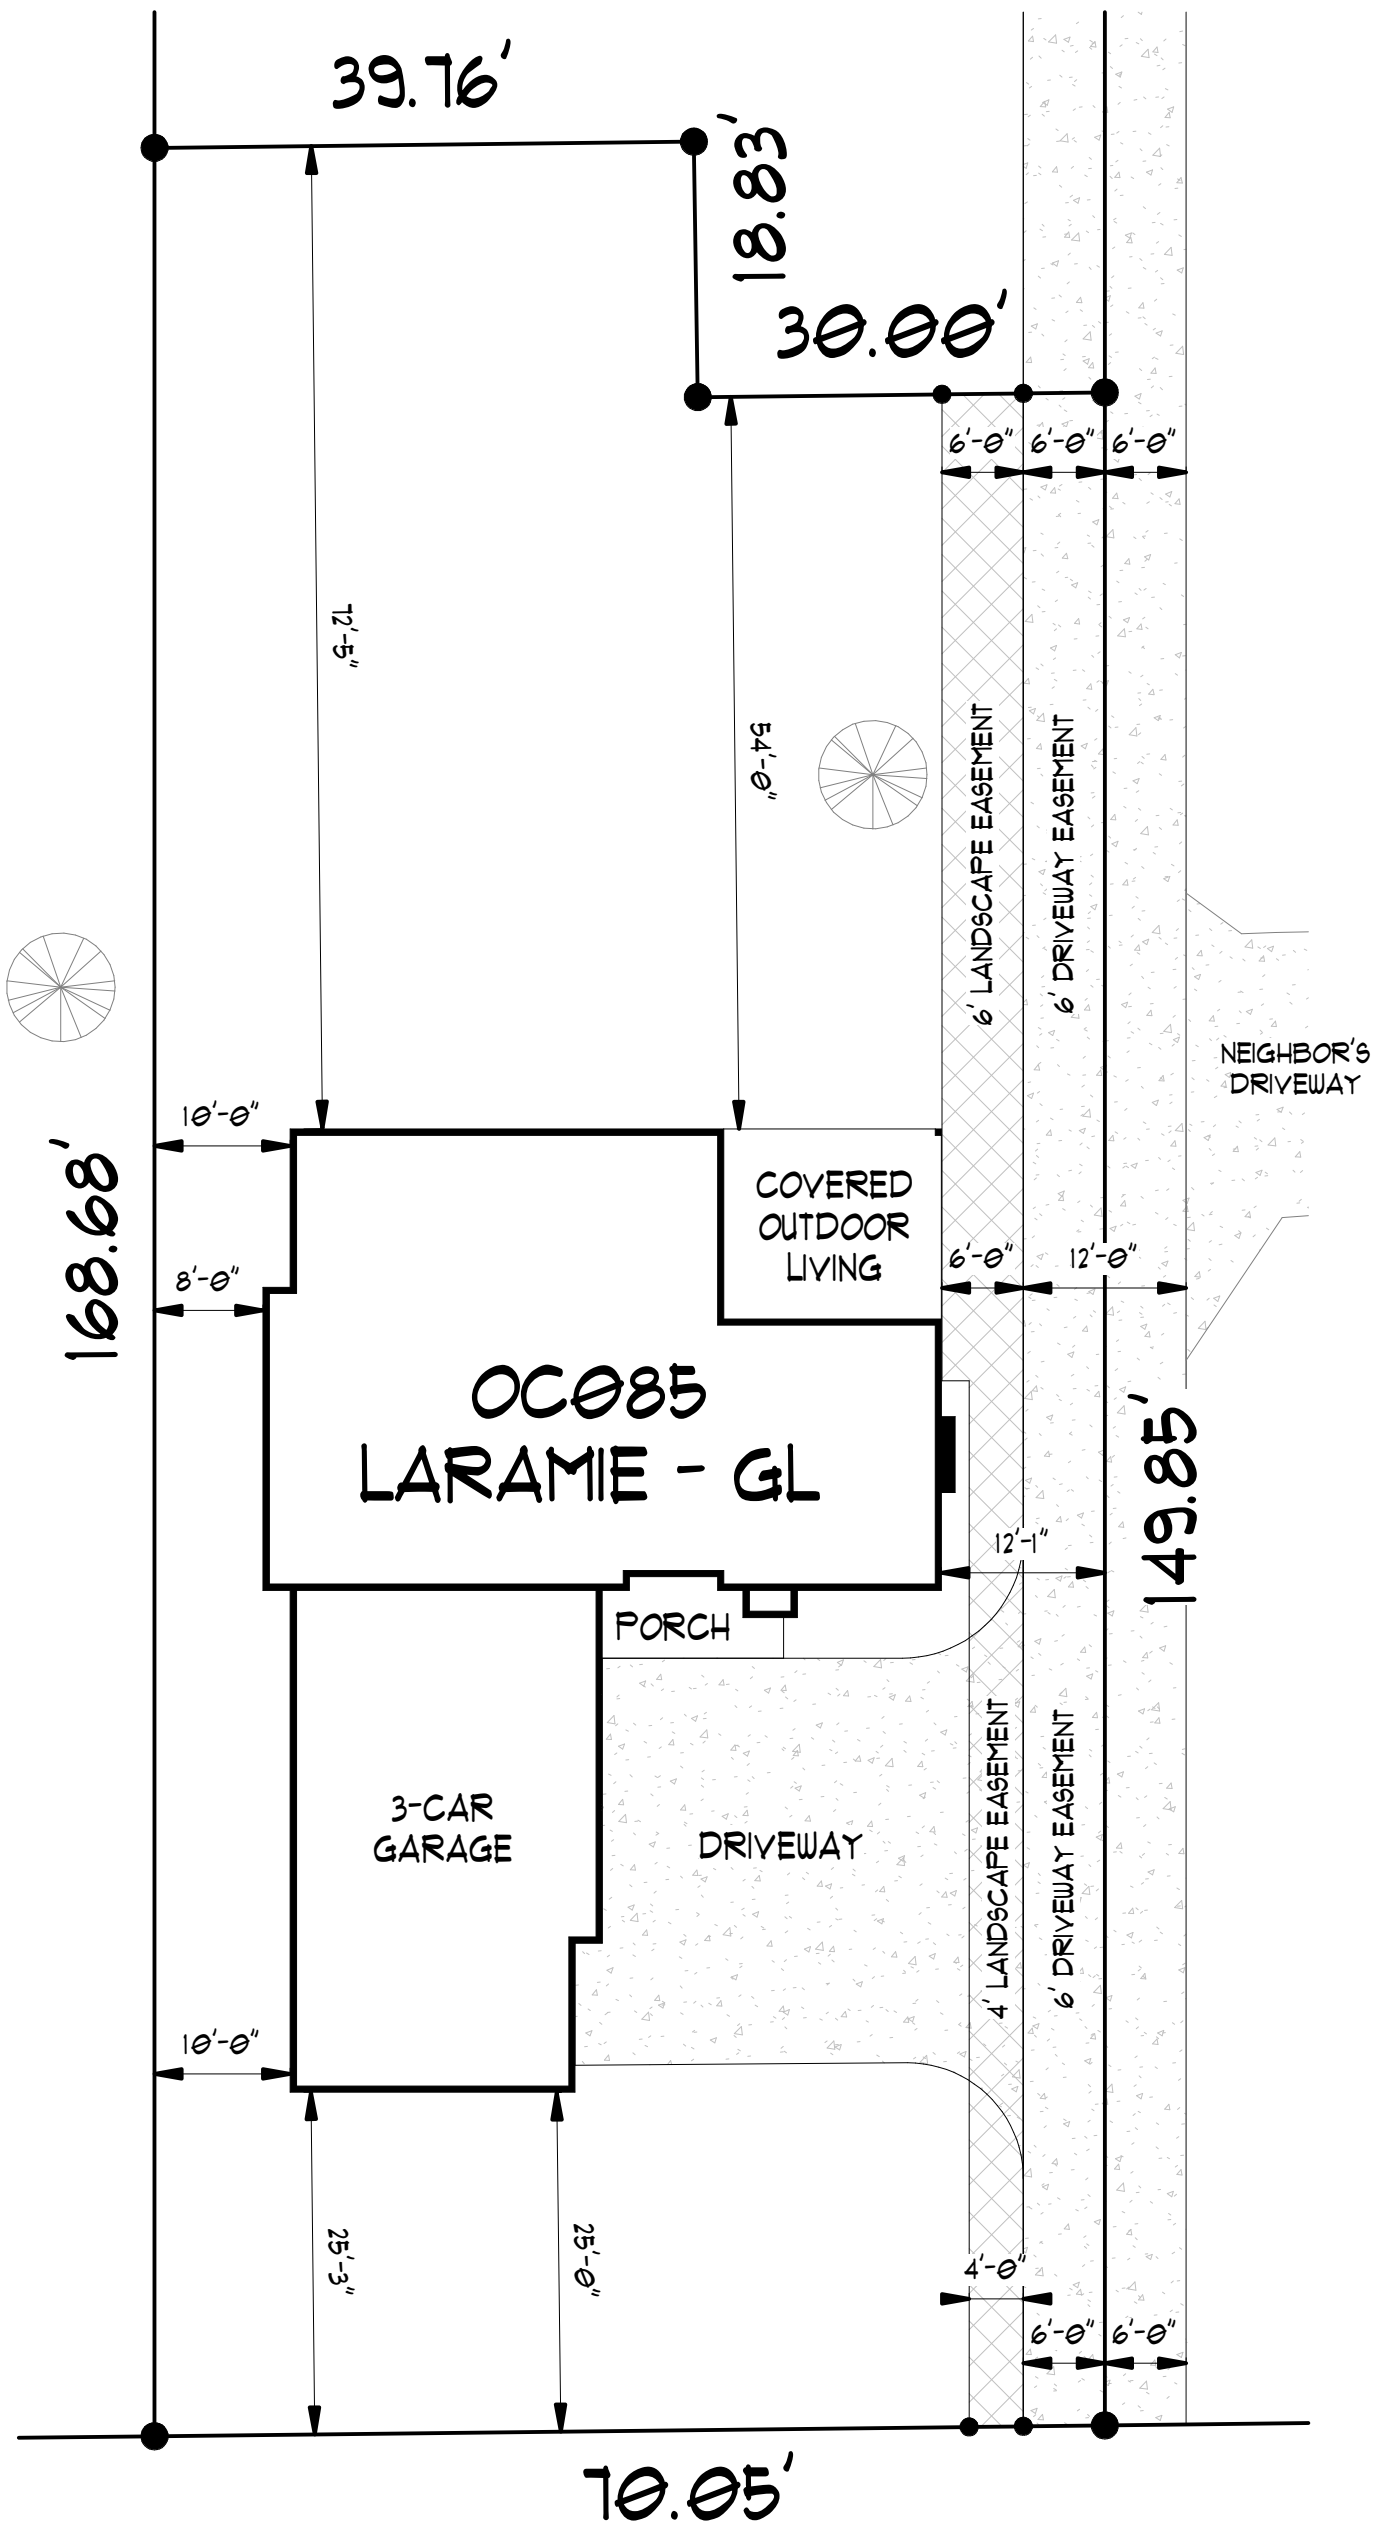 39.76'
18.83'
30.00'
6'-0"
6'-0"
6'-0"
72'-5"
54'-0"
6' LANDSCAPE EASEMENT
6' DRIVEWAY EASEMENT
NEIGHBOR'S
DRIVEWAY
10'-0"
168.68'
COVERED
OUTDOOR
LIVING
8'-0"
6'-0"
12'-0"
OC085
LARAMIE - GL
149.85'
12'-1"
PORCH
3-CAR
GARAGE
DRIVEWAY
4' LANDSCAPE EASEMENT
6' DRIVEWAY EASEMENT
10'-0"
25'-3"
25'-0"
4'-0"
6'-0"
6'-0"
70.05'